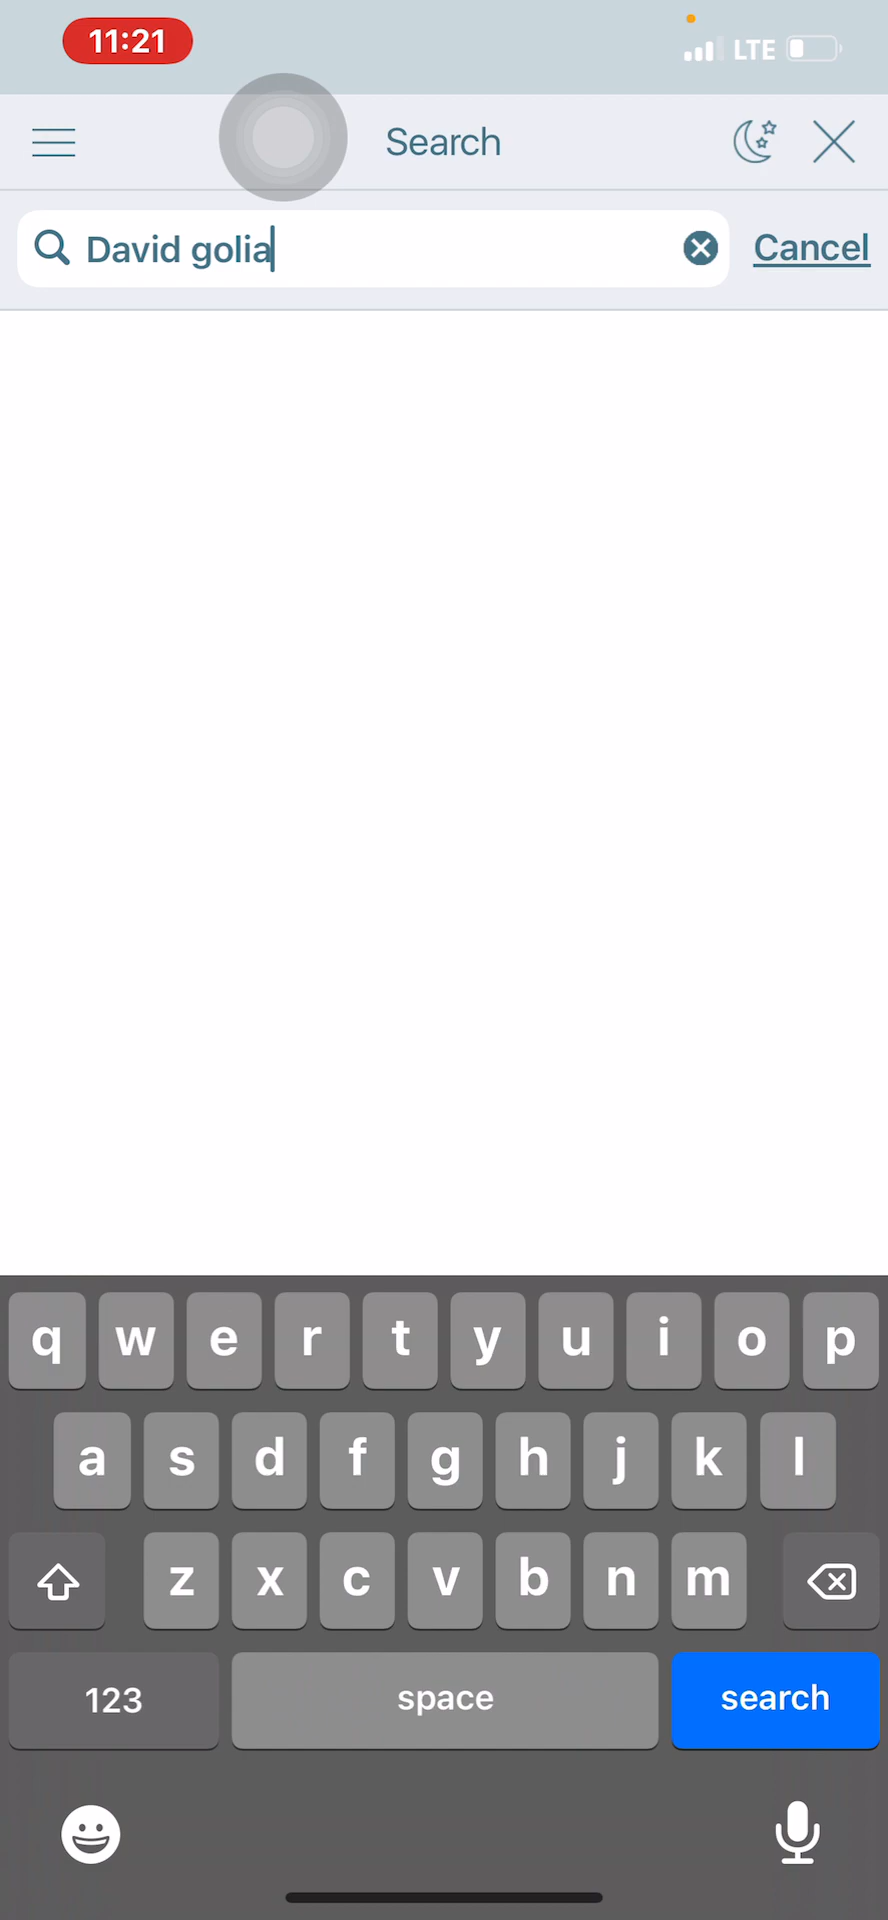 11:21 LTE
Search
David golia Cancel
q w e r t y u i o p
a s d f g h j k l
z x c v b n m
123 space search